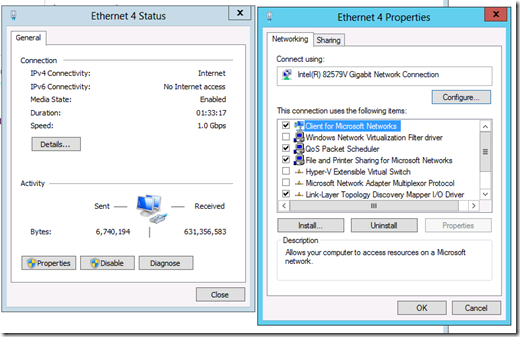 Ethernet 4 Status
General
Connection
IPv4 Connectivity: Internet
IPv6 Connectivity: No Internet access
Media State: Enabled
Duration: 01:33:17
Speed: 1.0 Gbps
Details...
Activity
Sent Received
Bytes: 6,740,194 631,356,583
Properties Disable Diagnose
Close
Ethernet 4 Properties
Networking Sharing
Connect using:
Intel(R) 82579V Gigabit Network Connection
Configure...
This connection uses the following items:
Client for Microsoft Networks
Windows Network Virtualization Filter driver
QoS Packet Scheduler
File and Printer Sharing for Microsoft Networks
Hyper-V Extensible Virtual Switch
Microsoft Network Adapter Multiplexor Protocol
Link-Layer Topology Discovery Mapper I/O Driver
Install... Uninstall Properties
Description
Allows your computer to access resources on a Microsoft
network.
OK Cancel